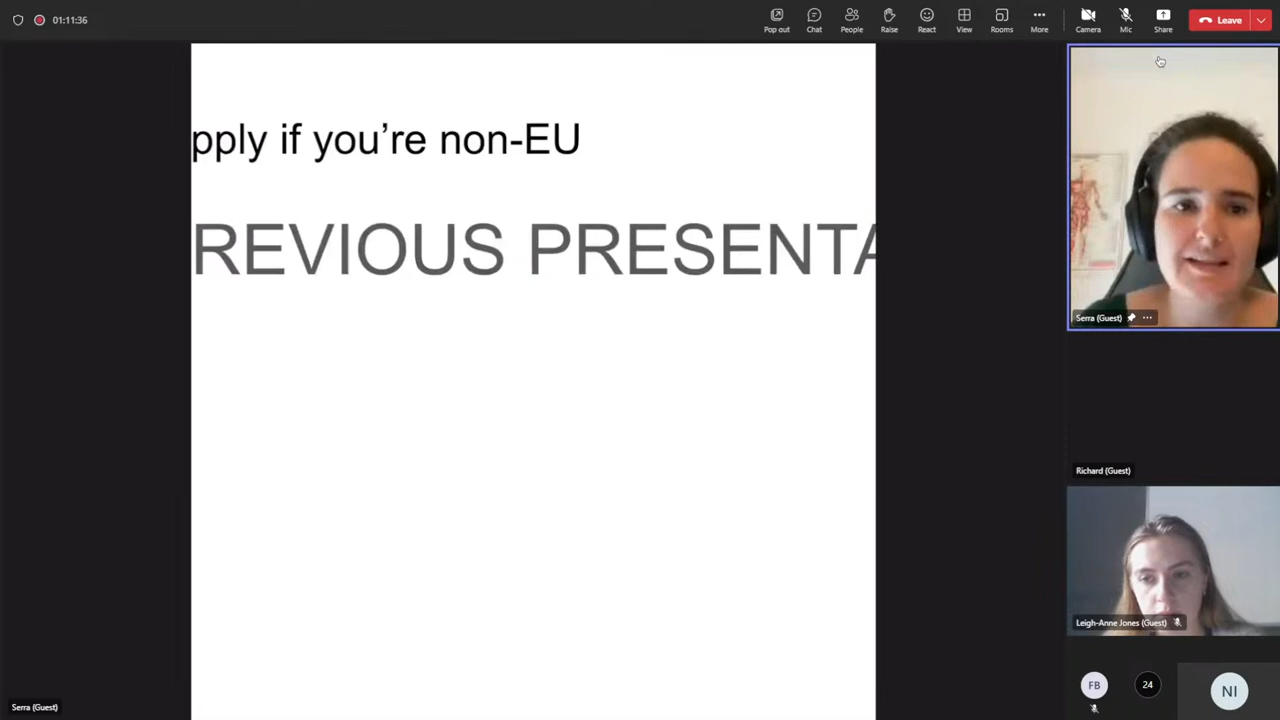 01:11:36
Pop out
Chat
People
Raise
React
View
Rooms
More
Camera
Mic
Share
Leave
pply if you’re non-EU
REVIOUS PRESENTA
Serra (Guest)
Richard (Guest)
Leigh-Anne Jones (Guest)
FB
24
NI
Serra (Guest)